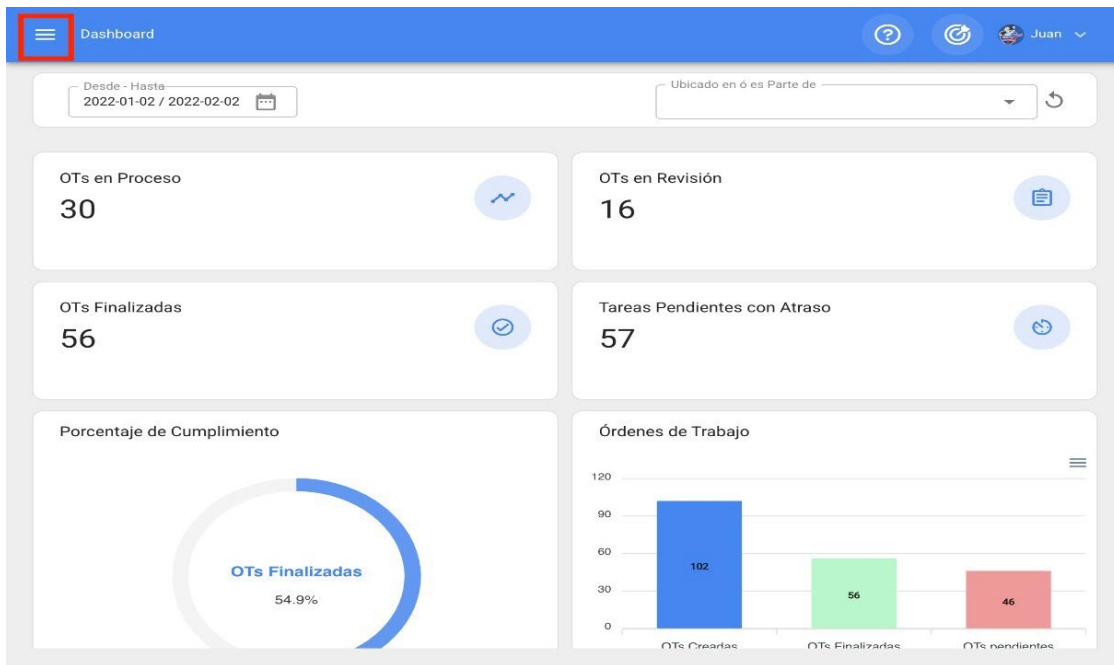 Dashboard
Juan
Desde - Hasta
2022-01-02 / 2022-02-02
Ubicado en ó es Parte de
OTs en Proceso
30
OTs en Revisión
16
OTs Finalizadas
56
Tareas Pendientes con Atraso
57
Porcentaje de Cumplimiento
OTs Finalizadas
54.9%
Órdenes de Trabajo
120
90
60
30
0
102
56
46
OTs Creadas
OTs Finalizadas
OTs pendientes